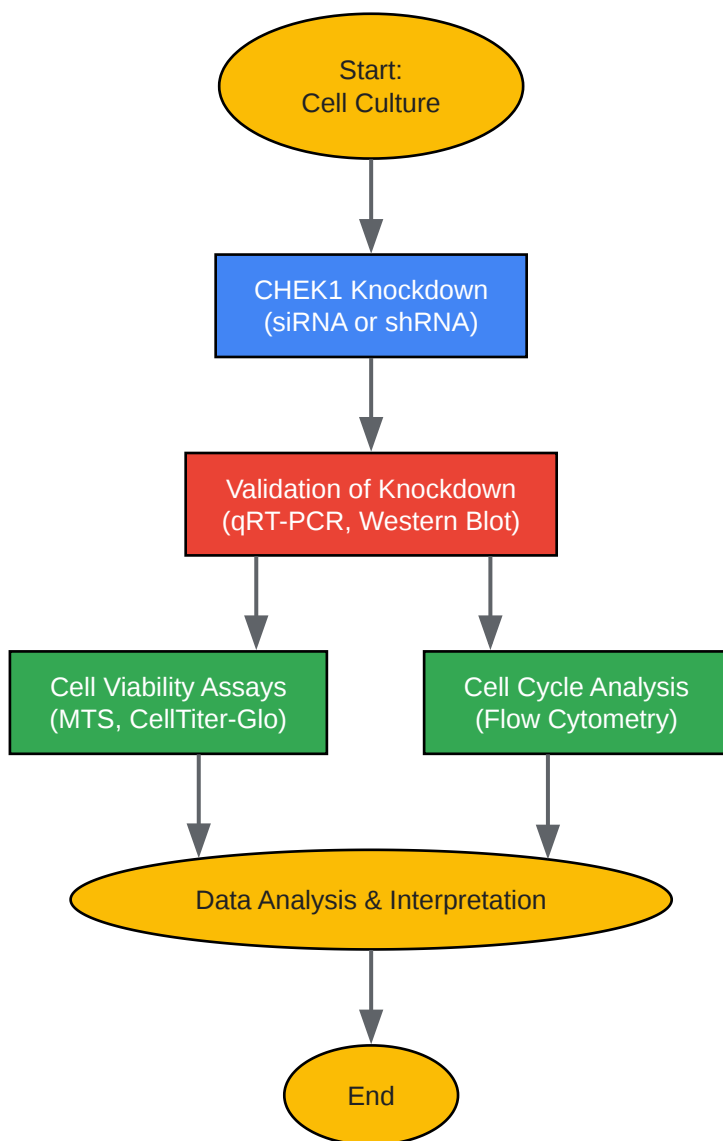 Start:
Cell Culture
CHEK1 Knockdown
(siRNA or shRNA)
Validation of Knockdown
(qRT-PCR, Western Blot)
Cell Viability Assays
(MTS, CellTiter-Glo)
Cell Cycle Analysis
(Flow Cytometry)
Data Analysis & Interpretation
End